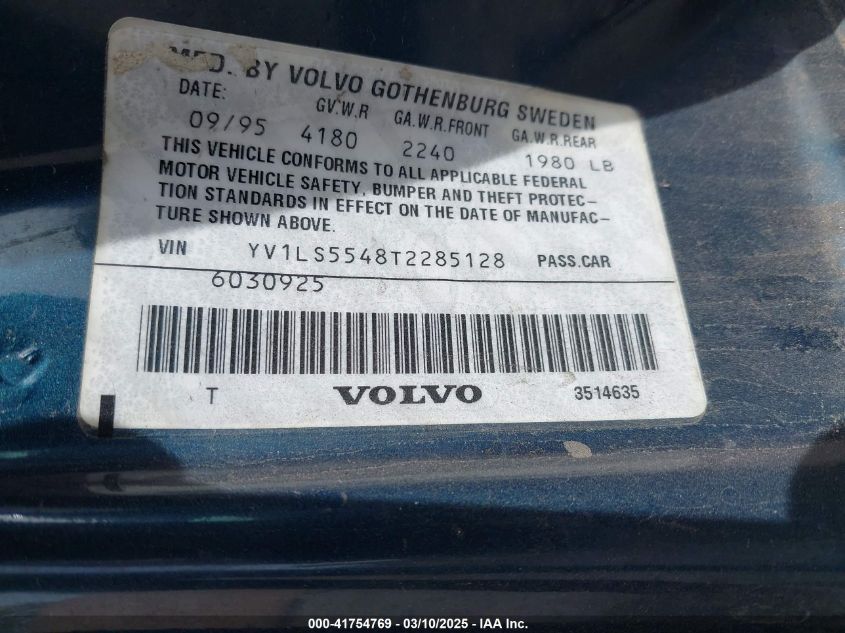 MFD. BY VOLVO GOTHENBURG SWEDEN
DATE: GV.W.R GA.W.R.FRONT GA.W.R.REAR
09/95 4180 2240 1980 LB
THIS VEHICLE CONFORMS TO ALL APPLICABLE FEDERAL
MOTOR VEHICLE SAFETY, BUMPER AND THEFT PROTEC-
TION STANDARDS IN EFFECT ON THE DATE OF MANUFAC-
TURE SHOWN ABOVE.
VIN YV1LS5548T2285128 PASS.CAR
6030925
T VOLVO 3514635
000-41754769 - 03/10/2025 - IAA Inc.